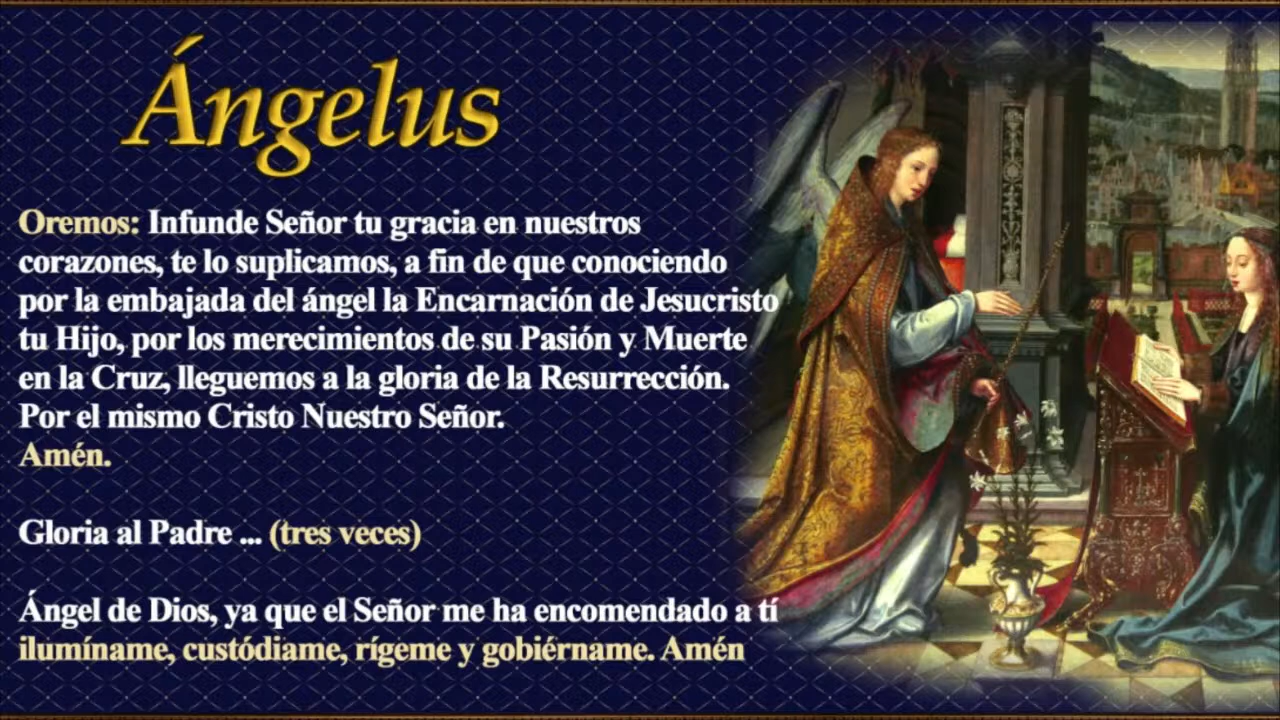 Ángelus
Oremos: Infunde Señor tu gracia en nuestros
corazones, te lo suplicamos, a fin de que conociendo
por la embajada del ángel la Encarnación de Jesucristo
tu Hijo, por los merecimientos de su Pasión y Muerte
en la Cruz, lleguemos a la gloria de la Resurrección.
Por el mismo Cristo Nuestro Señor.
Amén.
Gloria al Padre ... (tres veces)
Ángel de Dios, ya que el Señor me ha encomendado a tí
ilumíname, custódiame, rígeme y gobiérname. Amén